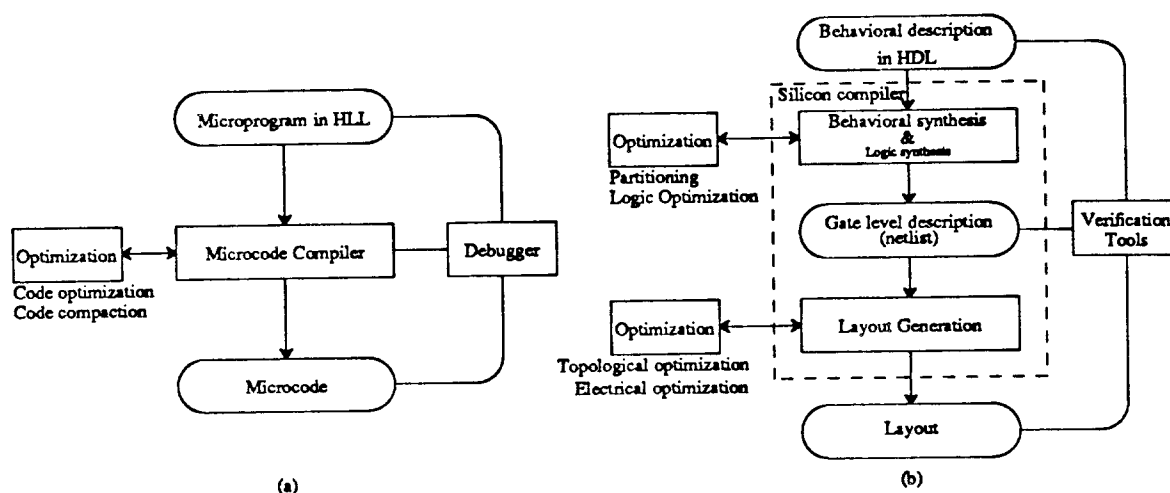 Microprogram in HLL
Optimization
Microcode Compiler
Debugger
Code optimization
Code compaction
Microcode
(a)
Behavioral description
in HDL
Silicon compiler
Optimization
Behavioral synthesis
&
Logic synthesis
Partitioning
Logic Optimization
Gate level description
(netlist)
Verification
Tools
Optimization
Layout Generation
Topological optimization
Electrical optimization
Layout
(b)